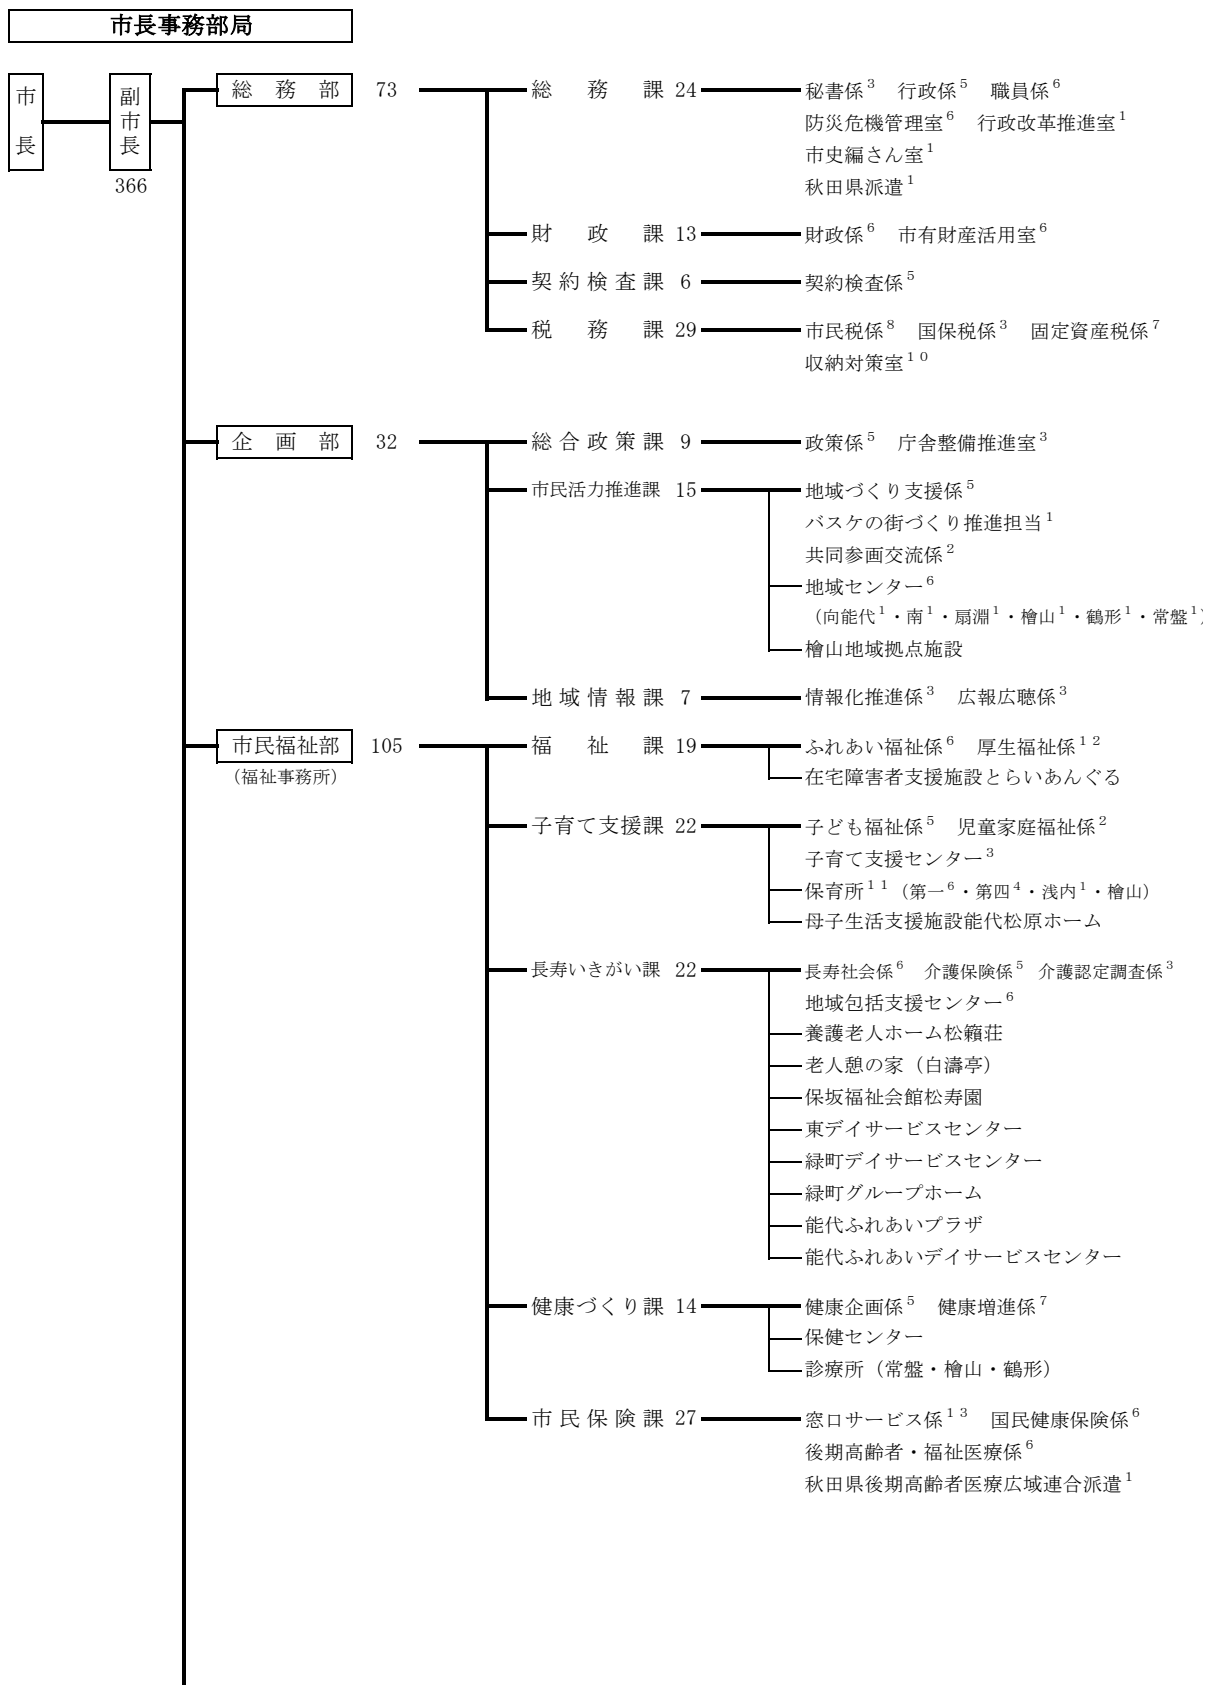 市長事務部局
市長 副市長 総務部 73 総務課 24 秘書係3 行政係5 職員係6
防災危機管理室6 行政改革推進室1
市史編さん室1
366 秋田県派遣1
財政課 13 財政係6 市有財産活用室6
契約検査課 6 契約検査係5
税務課 29 市民税係8 国保税係3 固定資産税係7
収納対策室10
企画部 32 総合政策課 9 政策係5 庁舎整備推進室3
市民活力推進課 15 地域づくり支援係5
バスケの街づくり推進担当1
共同参画交流係2
地域センター6
（向能代1・南1・扇淵1・檜山1・鶴形1・常盤1）
檜山地域拠点施設
地域情報課 7 情報化推進係3 広報広聴係3
市民福祉部 105 福祉課 19 ふれあい福祉係6 厚生福祉係12
（福祉事務所） 在宅障害者支援施設とらいあんぐる
子育て支援課 22 子ども福祉係5 児童家庭福祉係2
子育て支援センター3
保育所11（第一6・第四4・浅内1・檜山）
母子生活支援施設能代松原ホーム
長寿いきがい課 22 長寿社会係6 介護保険係5 介護認定調査係3
地域包括支援センター6
養護老人ホーム松籟荘
老人憩の家（白濤亭）
保坂福祉会館松寿園
東デイサービスセンター
緑町デイサービスセンター
緑町グループホーム
能代ふれあいプラザ
能代ふれあいデイサービスセンター
健康づくり課 14 健康企画係5 健康増進係7
保健センター
診療所（常盤・檜山・鶴形）
市民保険課 27 窓口サービス係13 国民健康保険係6
後期高齢者・福祉医療係6
秋田県後期高齢者医療広域連合派遣1